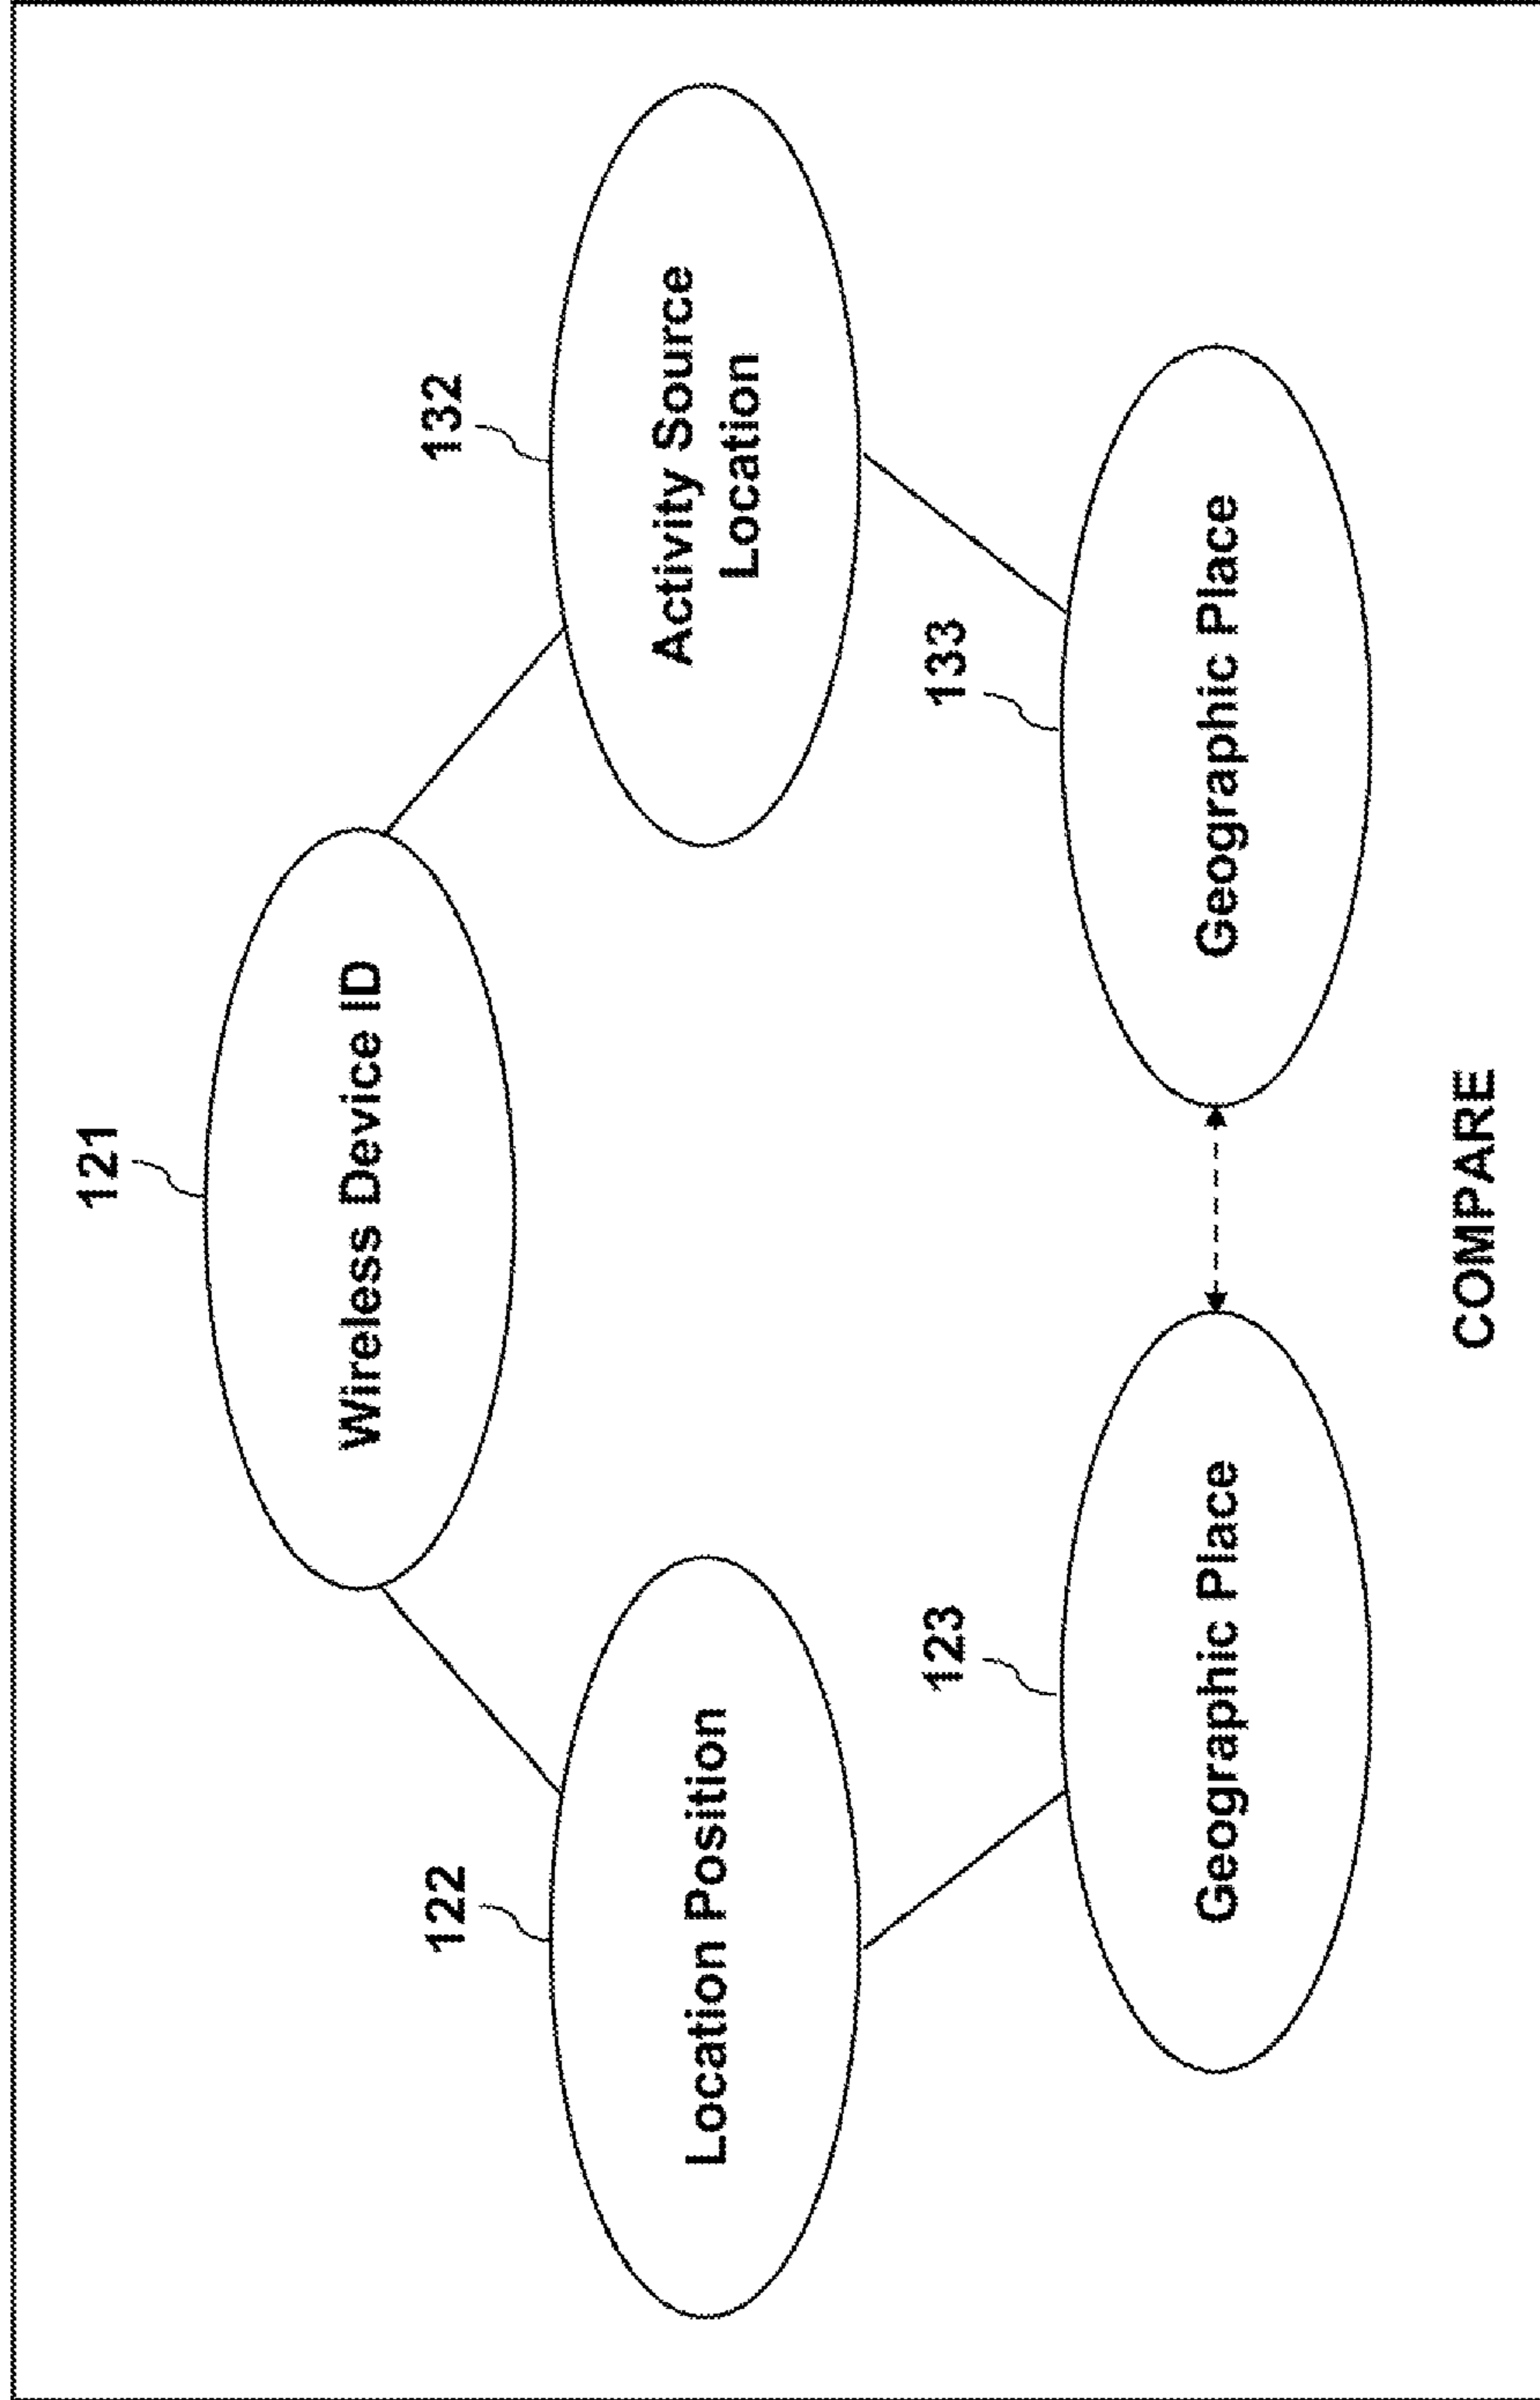 121
Wireless Device ID
122
Location Position
132
Activity Source
Location
123
Geographic Place
133
Geographic Place
COMPARE